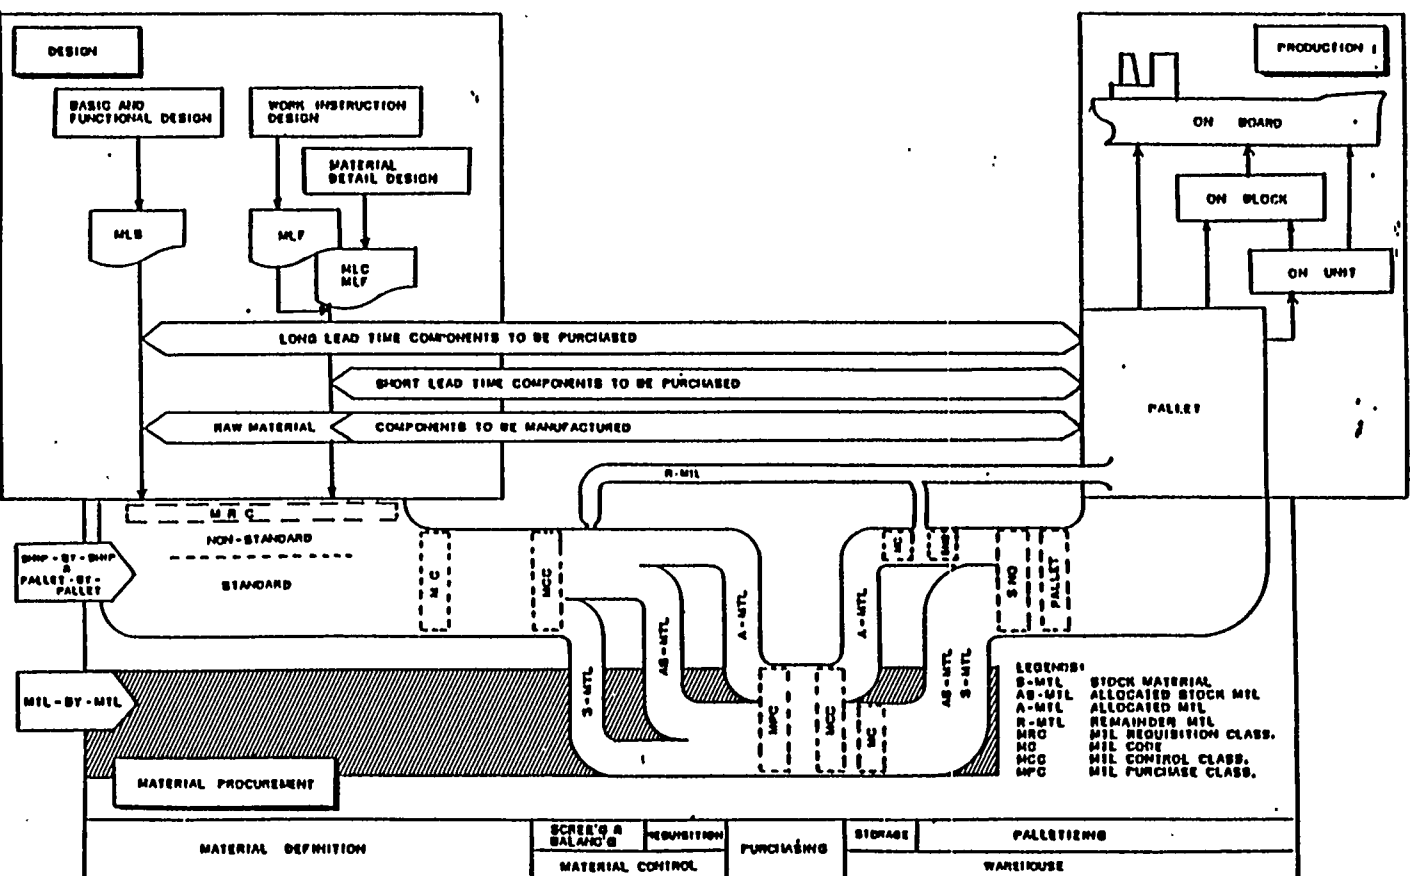 DESIGN
BASIC AND
FUNCTIONAL DESIGN
WORK INSTRUCTION
DESIGN
MATERIAL
DETAIL DESIGN
MLS
MLF
MLC
MLF
PRODUCTION
ON BOARD
ON BLOCK
ON UNIT
LONG LEAD TIME COMPONENTS TO BE PURCHASED
SHORT LEAD TIME COMPONENTS TO BE PURCHASED
RAW MATERIAL
COMPONENTS TO BE MANUFACTURED
PALLET
R-MTL
MRC
NON-STANDARD
STANDARD
SHIP-BY-SHIP
&
PALLET-BY-
PALLET
MC
MCC
S-MTL
AS-MTL
A-MTL
A-MTL
MC
S NO
PALLET
AS-MTL
S-MTL
MTL-BY-MTL
MPC
MCC
MC
MATERIAL PROCUREMENT
LEGENDS:
S-MTL STOCK MATERIAL
AS-MTL ALLOCATED STOCK MTL
A-MTL ALLOCATED MTL
R-MTL REMAINDER MTL
MRC MTL REQUISITION CLASS.
MC MTL CODE
MCC MTL CONTROL CLASS.
MPC MTL PURCHASE CLASS.
MATERIAL DEFINITION
SCREE'G &
BALANC'G
REQUISITION
MATERIAL CONTROL
PURCHASING
STORAGE
PALLETIZING
WAREHOUSE